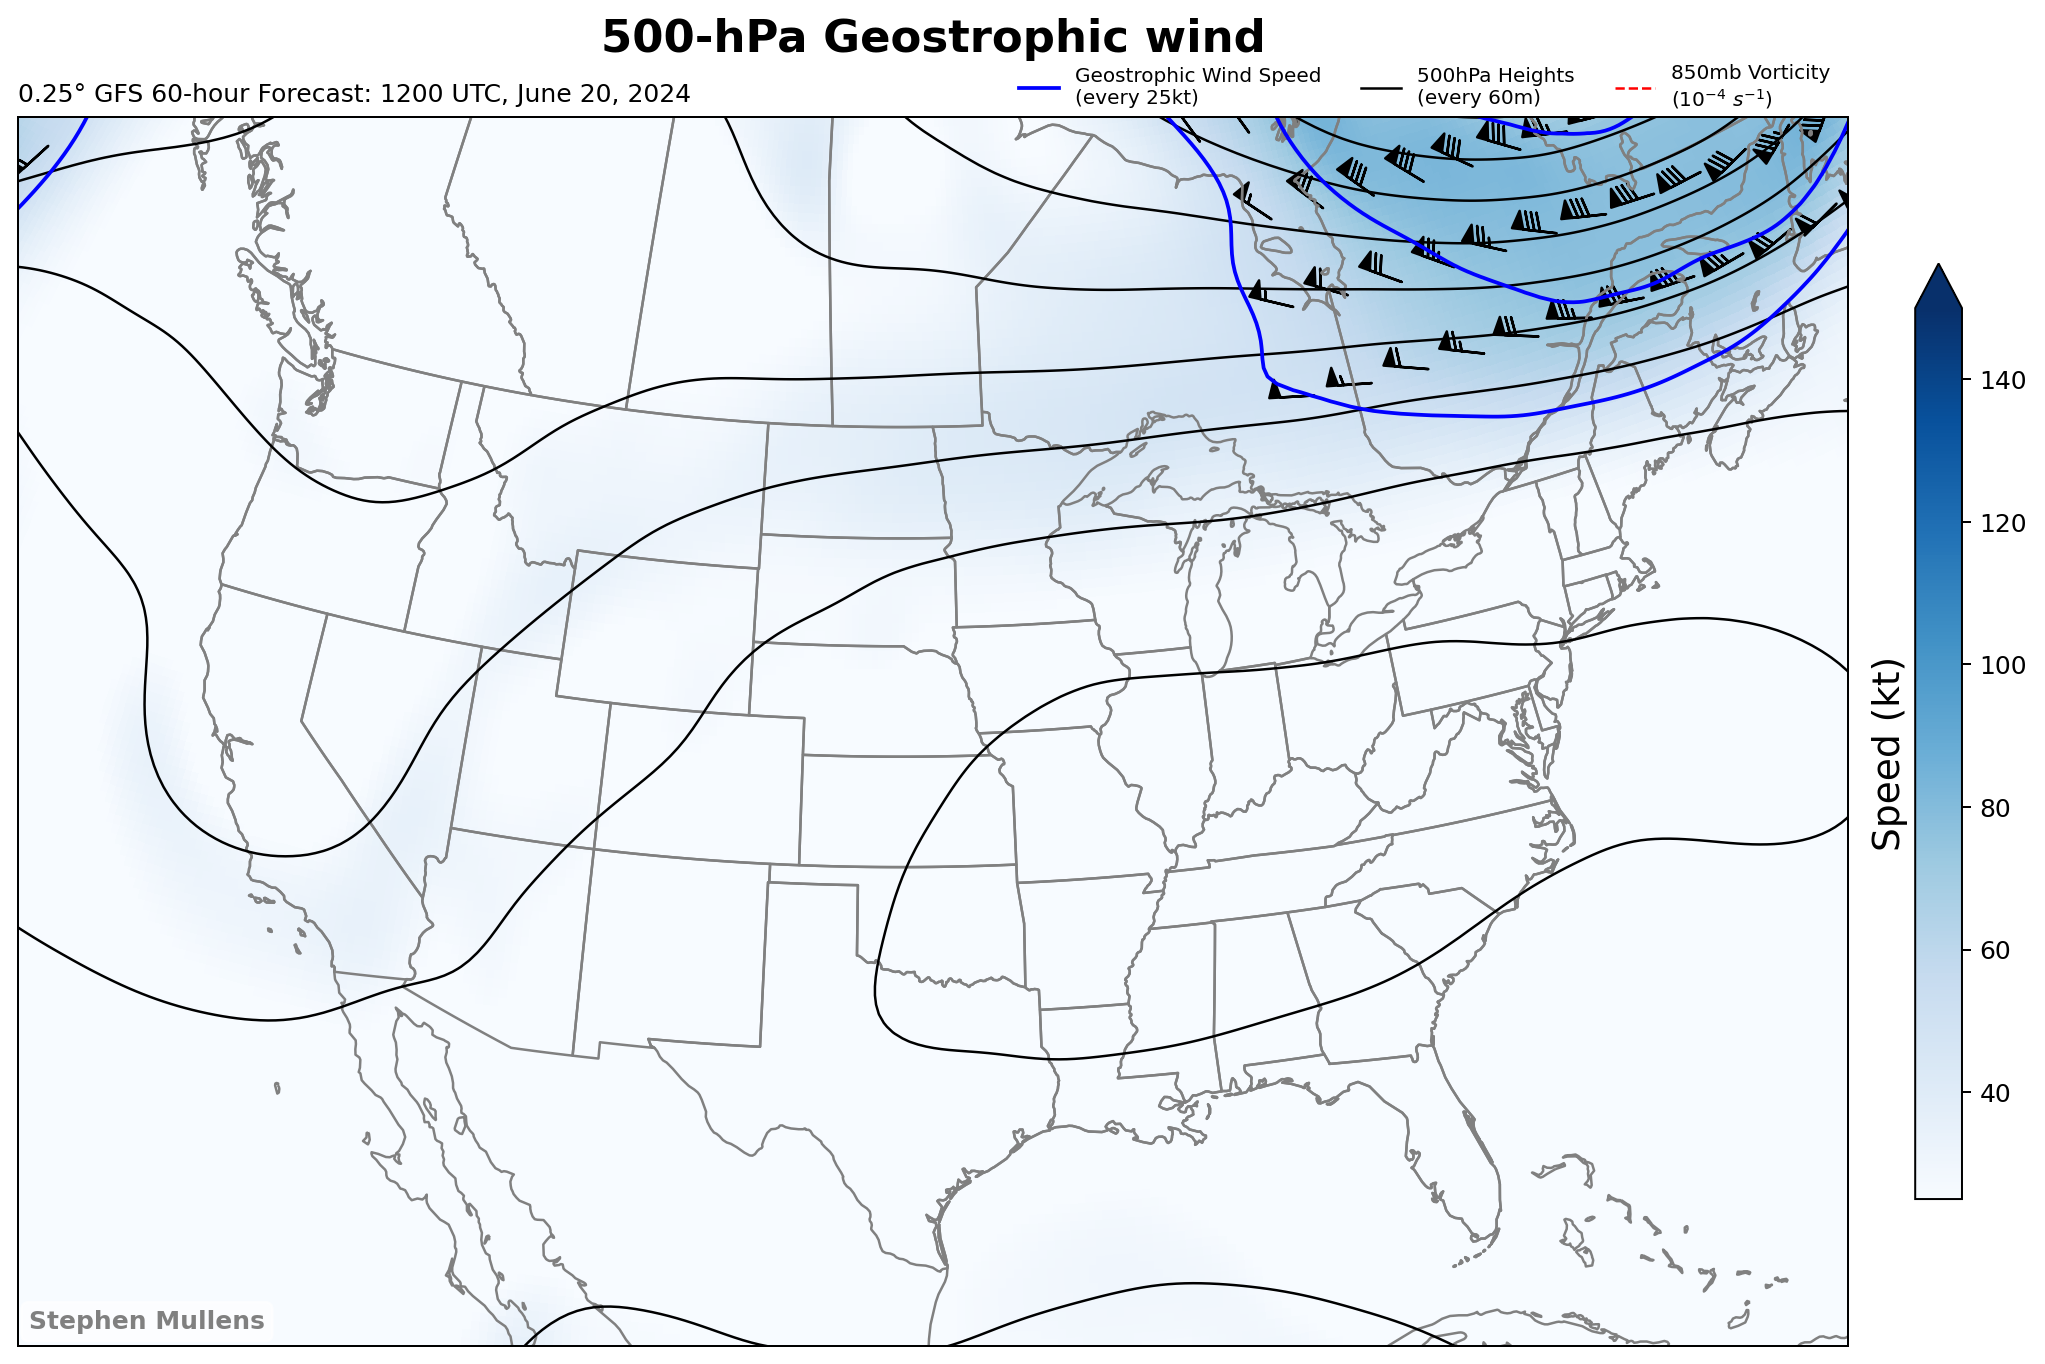 500-hPa Geostrophic wind
0.25° GFS 60-hour Forecast: 1200 UTC, June 20, 2024
Geostrophic Wind Speed
(every 25kt)
500hPa Heights
(every 60m)
850mb Vorticity
(10⁻⁴ s⁻¹)
140
120
100
80
60
40
Speed (kt)
Stephen Mullens